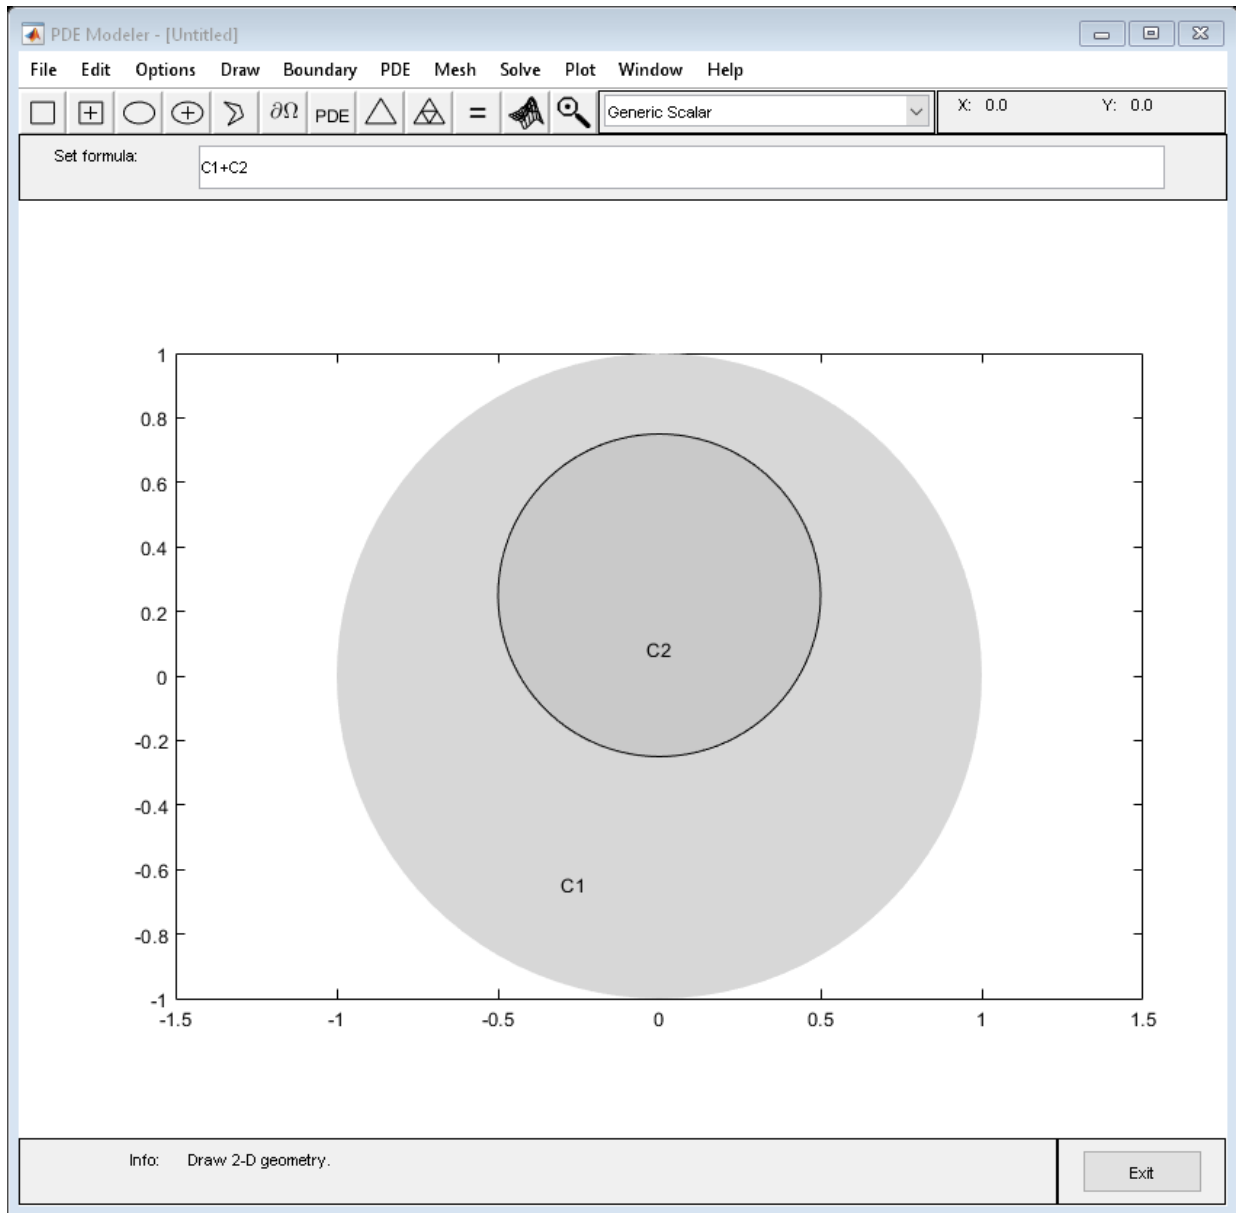 PDE Modeler - [Untitled]
File Edit Options Draw Boundary PDE Mesh Solve Plot Window Help
∂Ω PDE = Generic Scalar X: 0.0 Y: 0.0
Set formula: C1+C2
1
0.8
0.6
0.4
0.2
0
-0.2
-0.4
-0.6
-0.8
-1
C2
C1
-1.5 -1 -0.5 0 0.5 1 1.5
Info: Draw 2-D geometry. Exit